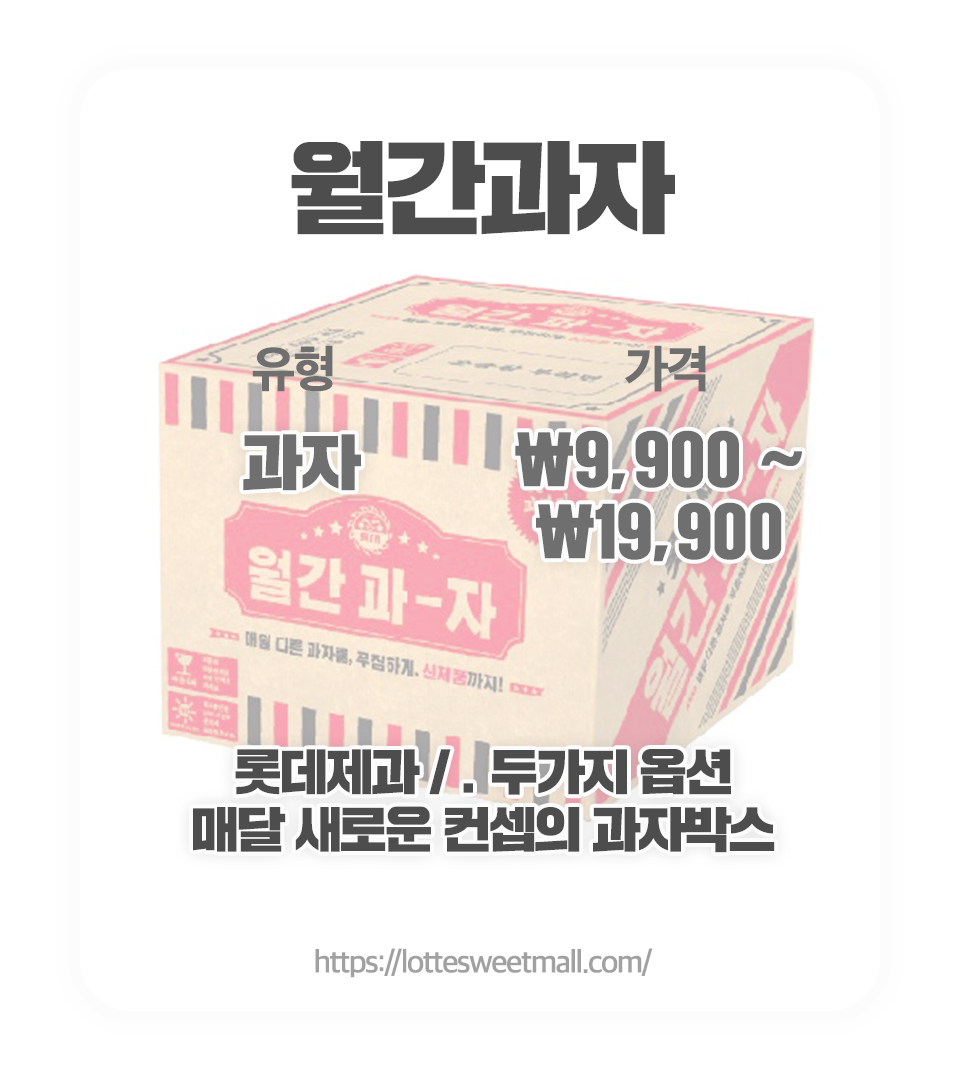 월간과자
유형 가격
과자 ₩9,900 ~
₩19,900
월간 과-자
매월 다른 과자를, 푸짐하게. 신제품까지!
롯데제과 / . 두가지 옵션
매달 새로운 컨셉의 과자박스
https://lottesweetmall.com/